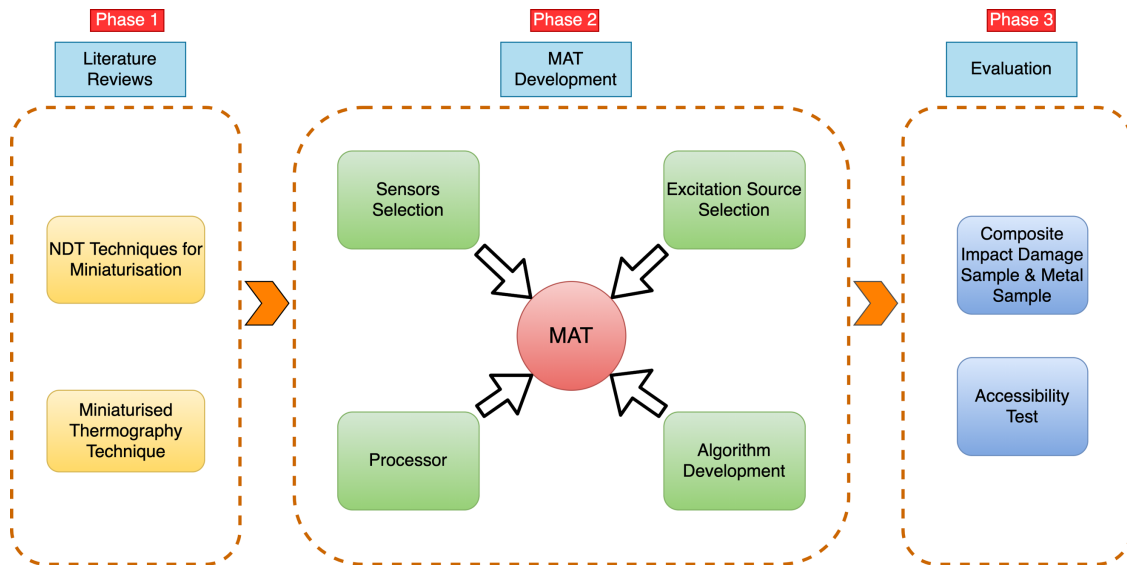 Phase 1
Literature
Reviews
NDT Techniques for
Miniaturisation
Miniaturised
Thermography
Technique
Phase 2
MAT
Development
Sensors
Selection
Excitation Source
Selection
MAT
Processor
Algorithm
Development
Phase 3
Evaluation
Composite
Impact Damage
Sample & Metal
Sample
Accessibility
Test